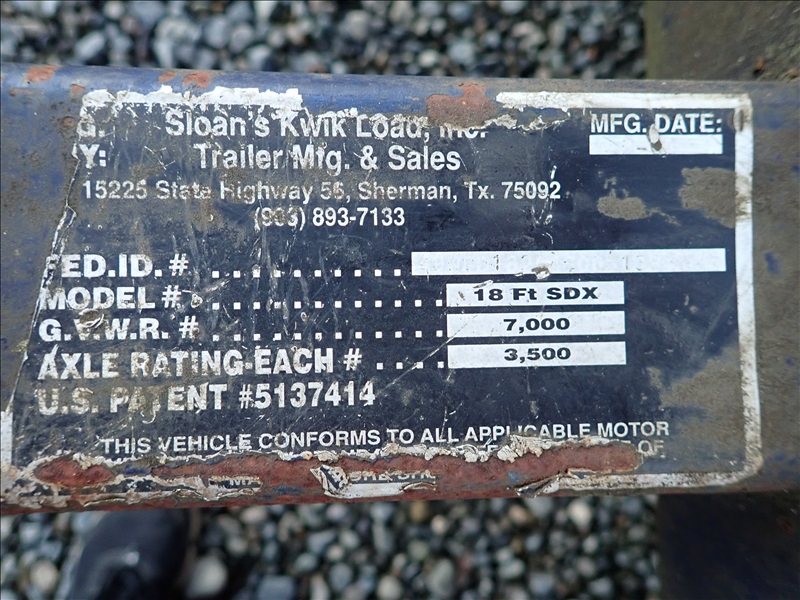 G. Sloan's Kwik Load, Inc. MFG. DATE:
Y: Trailer Mfg. & Sales
15225 State Highway 56, Sherman, Tx. 75092
(903) 893-7133
FED.ID. # ..........
MODEL # ........... 18 Ft SDX
G.V.W.R. # ........... 7,000
AXLE RATING-EACH # .... 3,500
U.S. PATENT #5137414
THIS VEHICLE CONFORMS TO ALL APPLICABLE MOTOR
OF